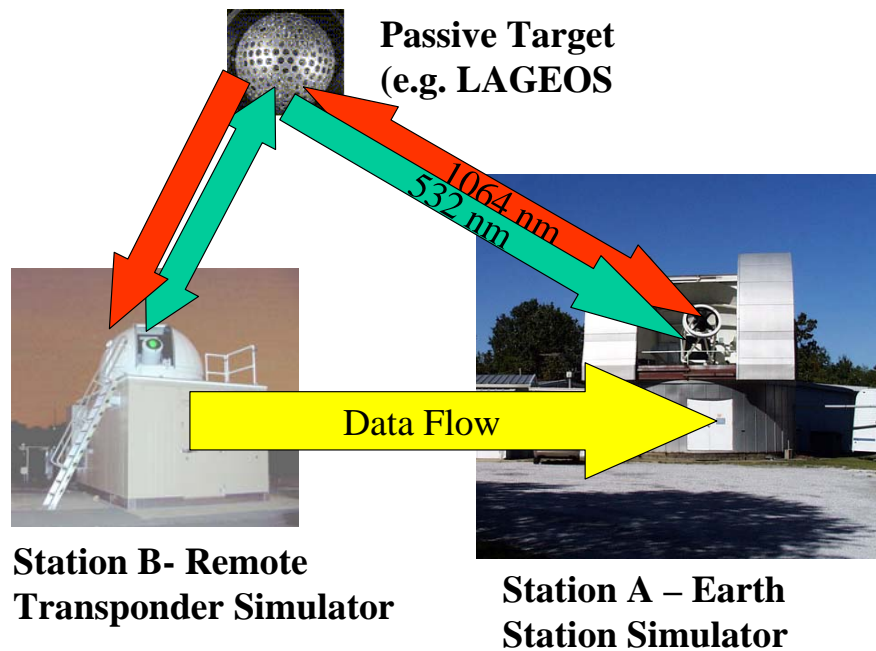 Passive Target
(e.g. LAGEOS
1064 nm
532 nm
Data Flow
Station B- Remote
Transponder Simulator
Station A – Earth
Station Simulator